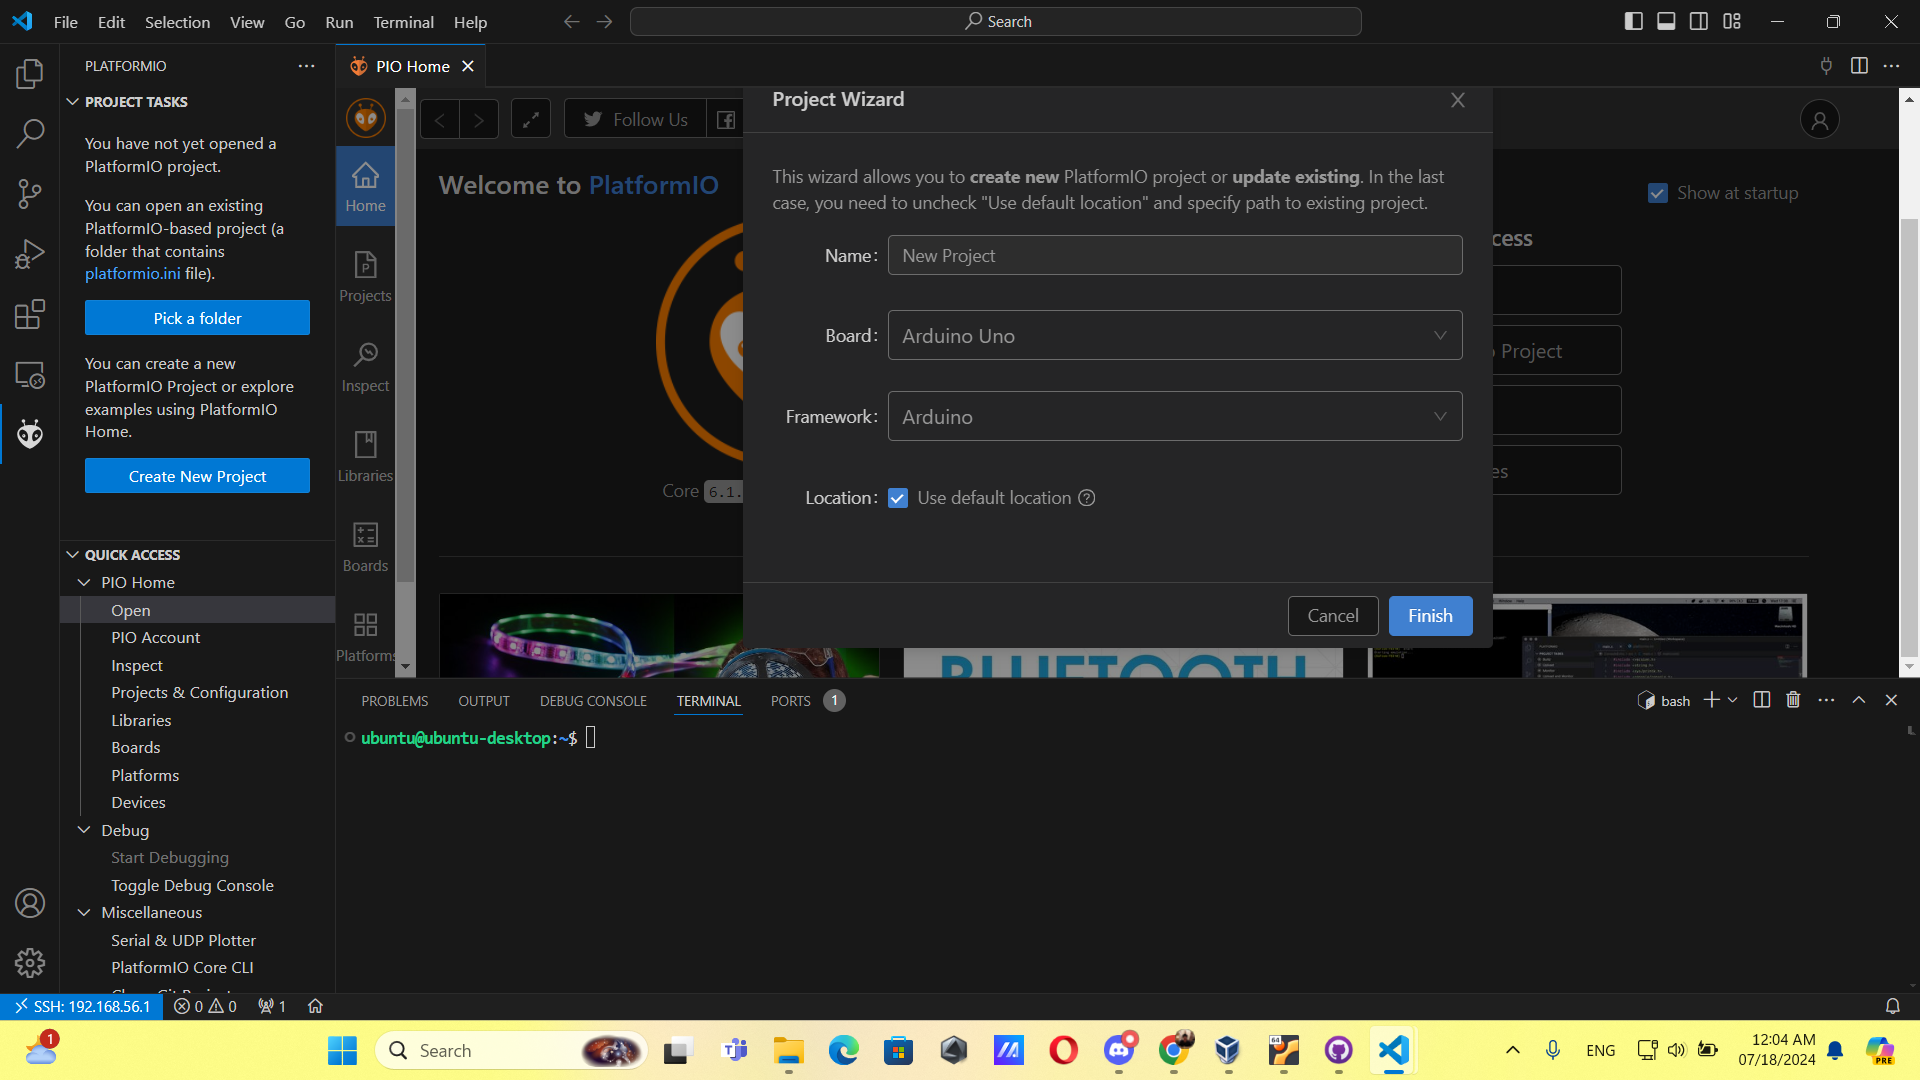 File Edit Selection View Go Run Terminal Help
Search
PLATFORMIO
PIO Home
PROJECT TASKS
You have not yet opened a
PlatformIO project.
You can open an existing
PlatformIO-based project (a
folder that contains
platformio.ini file).
Pick a folder
You can create a new
PlatformIO Project or explore
examples using PlatformIO
Home.
Create New Project
QUICK ACCESS
PIO Home
Open
PIO Account
Inspect
Projects & Configuration
Libraries
Boards
Platforms
Devices
Debug
Start Debugging
Toggle Debug Console
Miscellaneous
Serial & UDP Plotter
PlatformIO Core CLI
Home
Projects
Inspect
Libraries
Boards
Platforms
Follow Us
Welcome to PlatformIO
Core 6.1.
Show at startup
cess
Project
es
BLUETOOTH
Project Wizard
This wizard allows you to create new PlatformIO project or update existing. In the last
case, you need to uncheck "Use default location" and specify path to existing project.
Name: New Project
Board: Arduino Uno
Framework: Arduino
Location: Use default location
Cancel Finish
PROBLEMS OUTPUT DEBUG CONSOLE TERMINAL PORTS 1
bash
ubuntu@ubuntu-desktop:~$
SSH: 192.168.56.1 0 0 1
1
Search
64
ENG
12:04 AM
07/18/2024
PRE